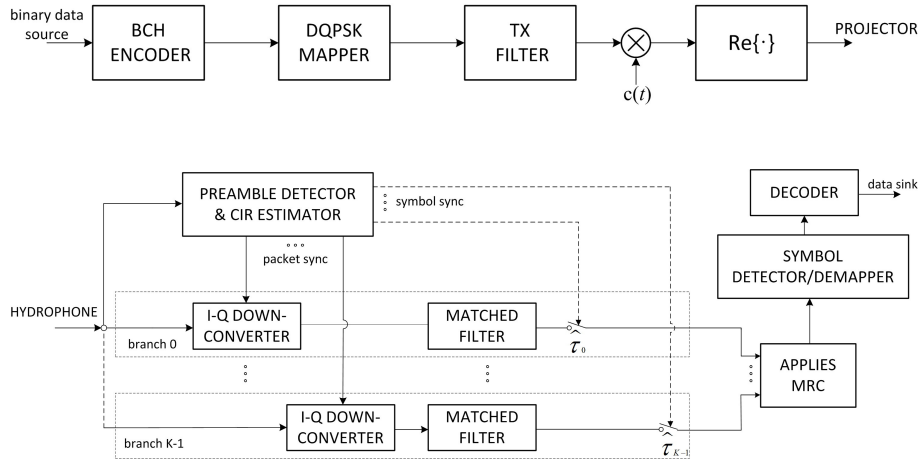 binary data
source
BCH
ENCODER
DQPSK
MAPPER
TX
FILTER
c(t)
Re{·}
PROJECTOR
PREAMBLE DETECTOR
& CIR ESTIMATOR
symbol sync
packet sync
DECODER
data sink
SYMBOL
DETECTOR/DEMAPPER
HYDROPHONE
I-Q DOWN-
CONVERTER
MATCHED
FILTER
τ̂0
branch 0
APPLIES
MRC
I-Q DOWN-
CONVERTER
MATCHED
FILTER
τ̂K-1
branch K-1